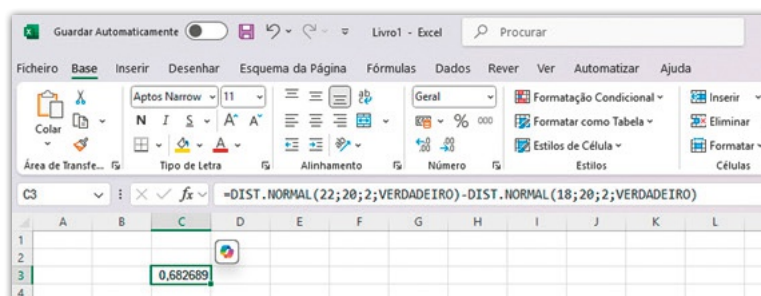 Guardar Automaticamente Livro1 - Excel Procurar
Ficheiro Base Inserir Desenhar Esquema da Página Fórmulas Dados Rever Ver Automatizar Ajuda
Colar
Aptos Narrow 11
N I S A A
A
ab
Geral
% 000
Formatação Condicional
Formatar como Tabela
Estilos de Célula
Inserir
Eliminar
Formatar
Área de Transfe... Tipo de Letra Alinhamento Número Estilos Células
C3 fx =DIST.NORMAL(22;20;2;VERDADEIRO)-DIST.NORMAL(18;20;2;VERDADEIRO)
A B C D E F G H I J K L
1
2
3 0,682689
4